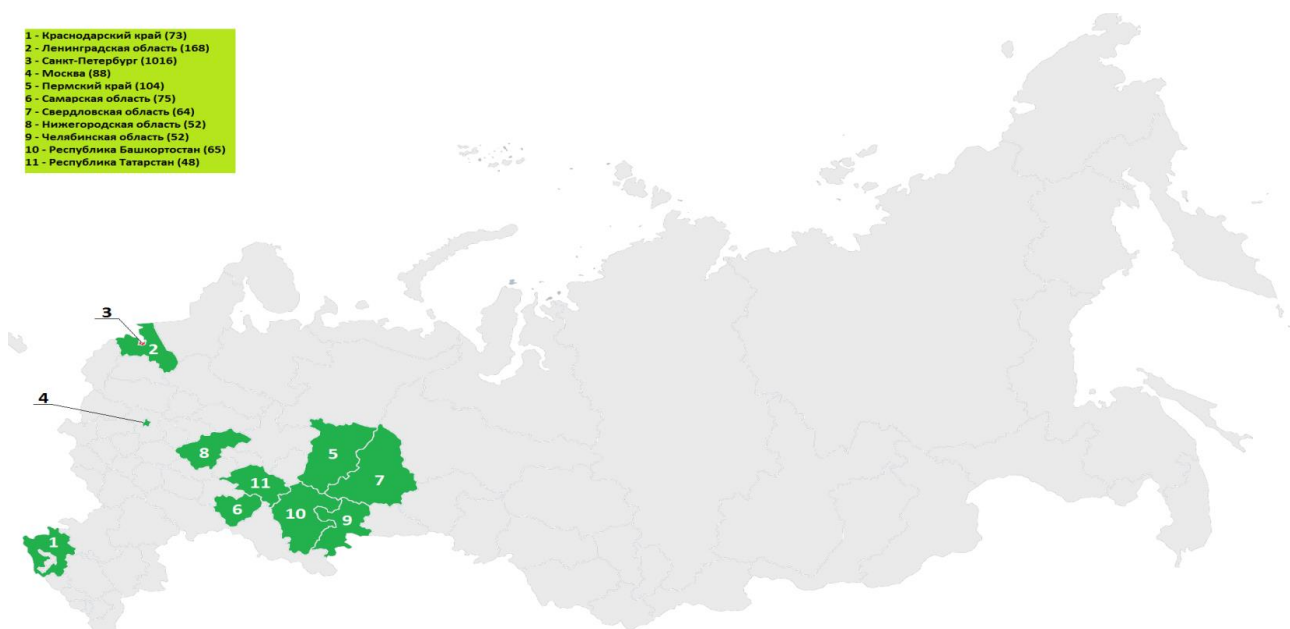 1 - Краснодарский край (73)
2 - Ленинградская область (168)
3 - Санкт-Петербург (1016)
4 - Москва (88)
5 - Пермский край (104)
6 - Самарская область (75)
7 - Свердловская область (64)
8 - Нижегородская область (52)
9 - Челябинская область (52)
10 - Республика Башкортостан (65)
11 - Республика Татарстан (48)
3
2
4
8
5
7
11
6
10
9
1